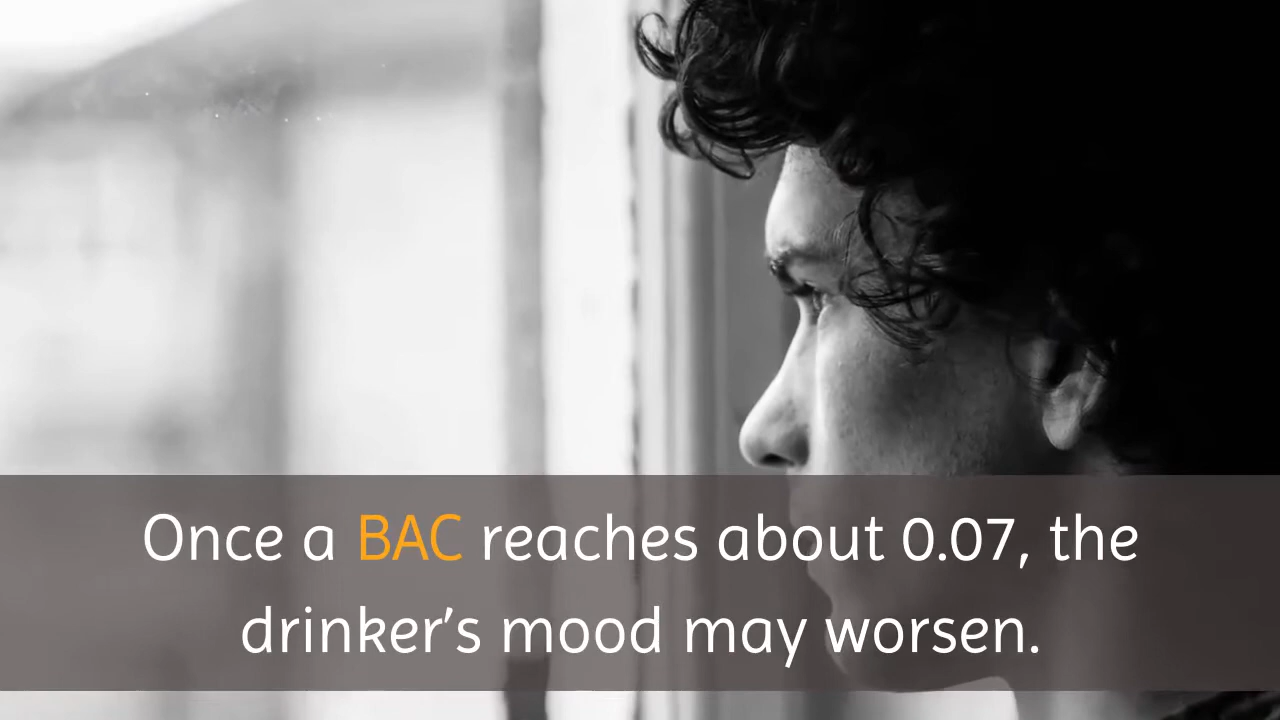 Once a BAC reaches about 0.07, the
drinker's mood may worsen.